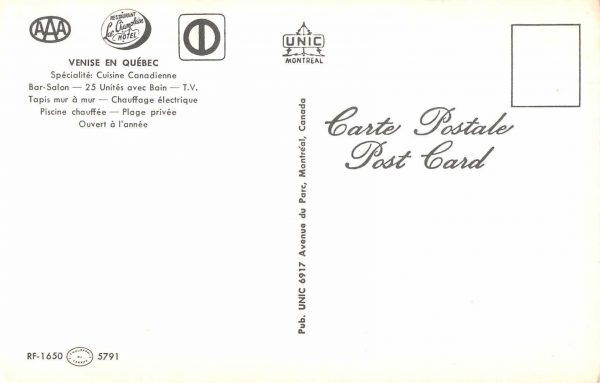 AAA
RESTAURANT
Lac Champlain
HOTEL
VENISE EN QUÉBEC
Spécialité: Cuisine Canadienne
Bar-Salon — 25 Unités avec Bain — T.V.
Tapis mur à mur — Chauffage électrique
Piscine chauffée — Plage privée
Ouvert à l'année
UNIC
MONTREAL
Pub. UNIC 6917 Avenue du Parc, Montréal, Canada
Carte Postale
Post Card
RF-1650 5791